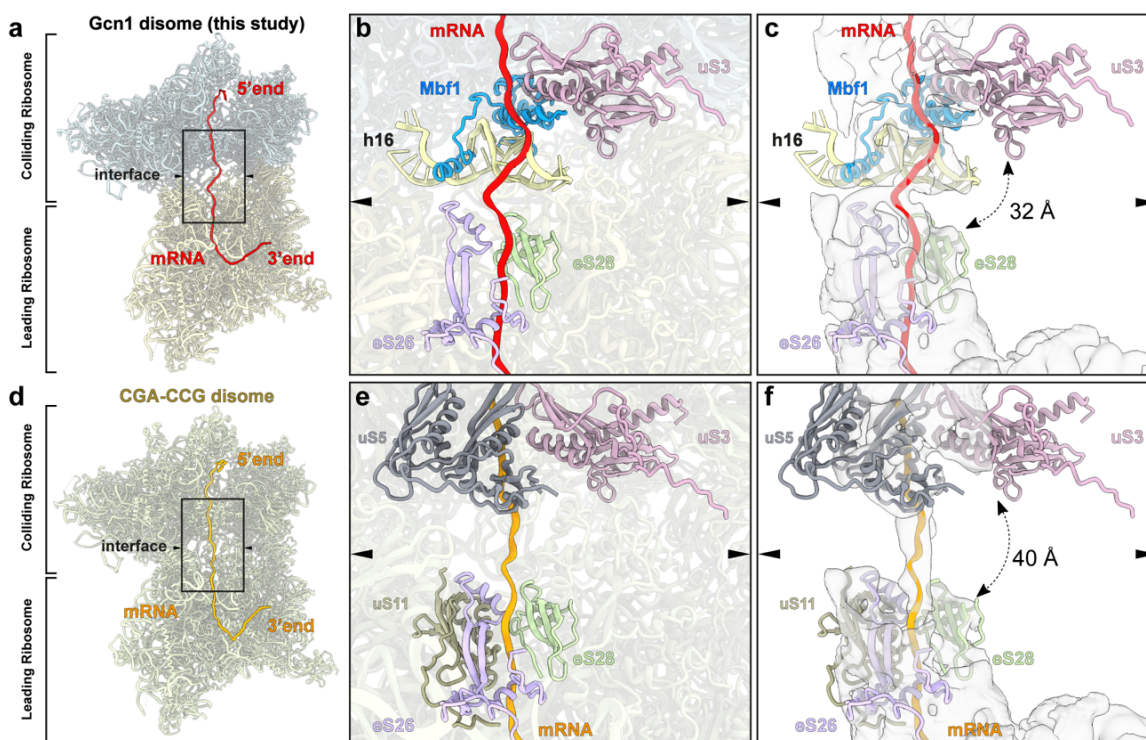 a
Gcn1 disome (this study)
Colliding Ribosome
Leading Ribosome
5'end
interface
mRNA
3'end
b
mRNA
uS3
Mbf1
h16
eS28
eS26
c
mRNA
uS3
Mbf1
h16
32 Å
eS28
eS26
d
CGA-CCG disome
Colliding Ribosome
Leading Ribosome
5'end
interface
mRNA
3'end
e
uS5
uS3
uS11
eS28
eS26
mRNA
f
uS5
uS3
40 Å
uS11
eS28
eS26
mRNA